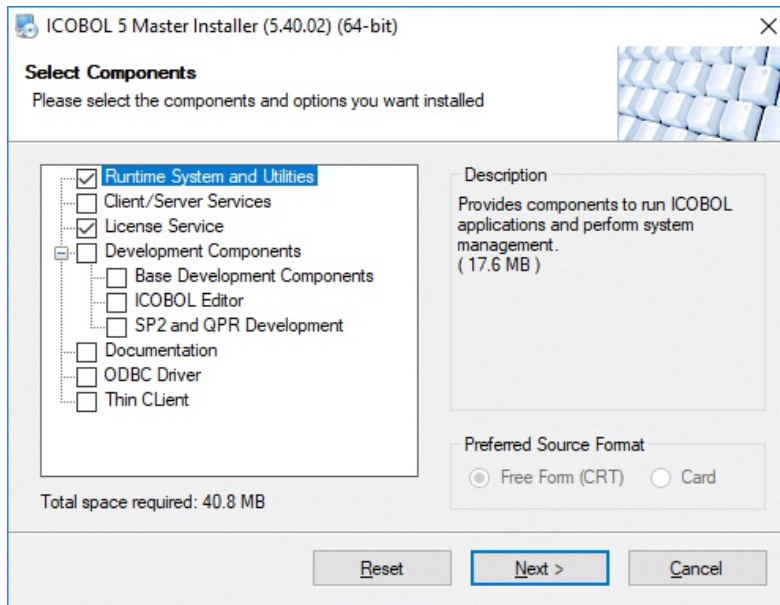 ICOBOL 5 Master Installer (5.40.02) (64-bit)
Select Components
Please select the components and options you want installed
Runtime System and Utilities
Client/Server Services
License Service
Development Components
Base Development Components
ICOBOL Editor
SP2 and QPR Development
Documentation
ODBC Driver
Thin CLient
Total space required: 40.8 MB
Description
Provides components to run ICOBOL
applications and perform system
management.
( 17.6 MB )
Preferred Source Format
Free Form (CRT) Card
Reset Next > Cancel